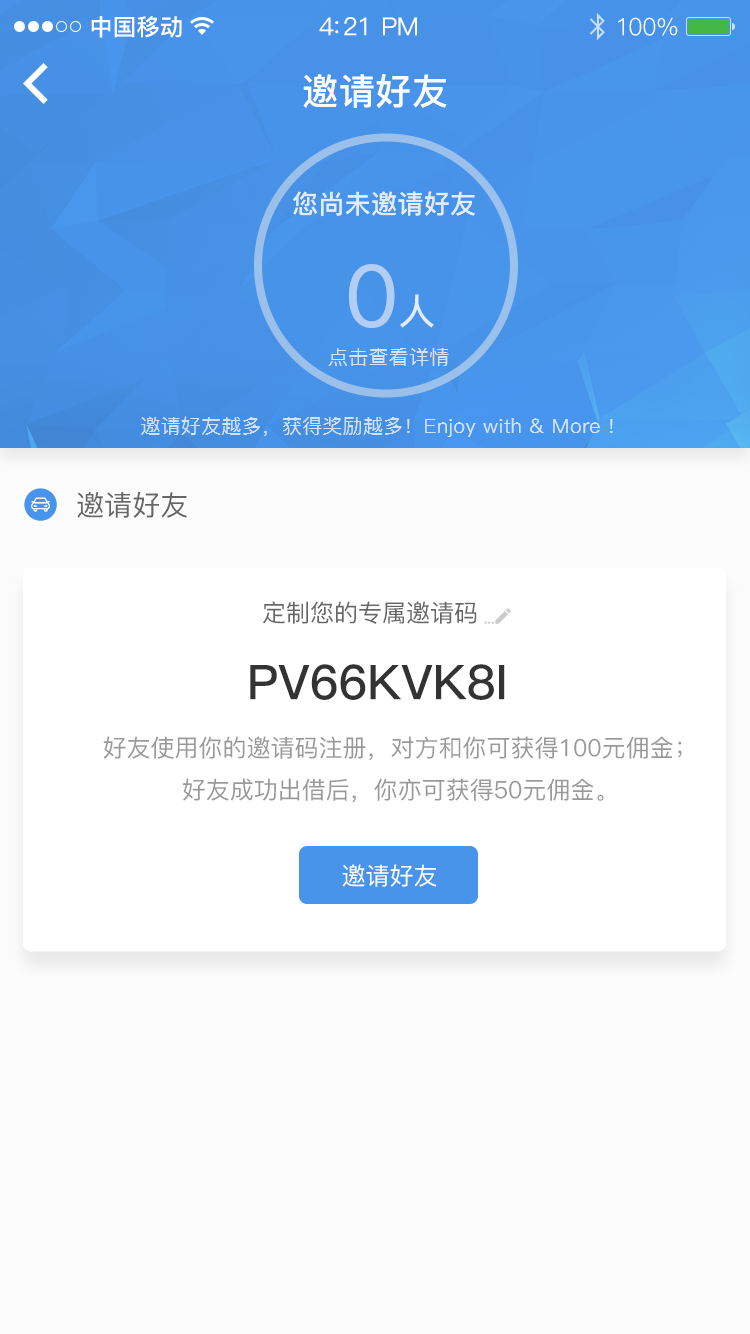 中国移动 4:21 PM 100%
邀请好友
您尚未邀请好友
0人
点击查看详情
邀请好友越多，获得奖励越多！Enjoy with & More！
邀请好友
定制您的专属邀请码
PV66KVK8I
好友使用你的邀请码注册，对方和你可获得100元佣金；
好友成功出借后，你亦可获得50元佣金。
邀请好友